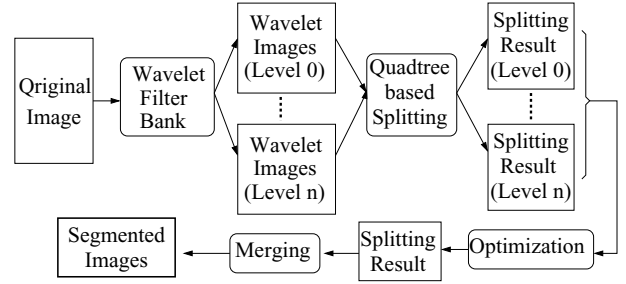 Qriginal
Image
Wavelet
Filter
Bank
Wavelet
Images
(Level 0)
Wavelet
Images
(Level n)
Quadtree
based
Splitting
Splitting
Result
(Level 0)
Splitting
Result
(Level n)
Optimization
Splitting
Result
Merging
Segmented
Images